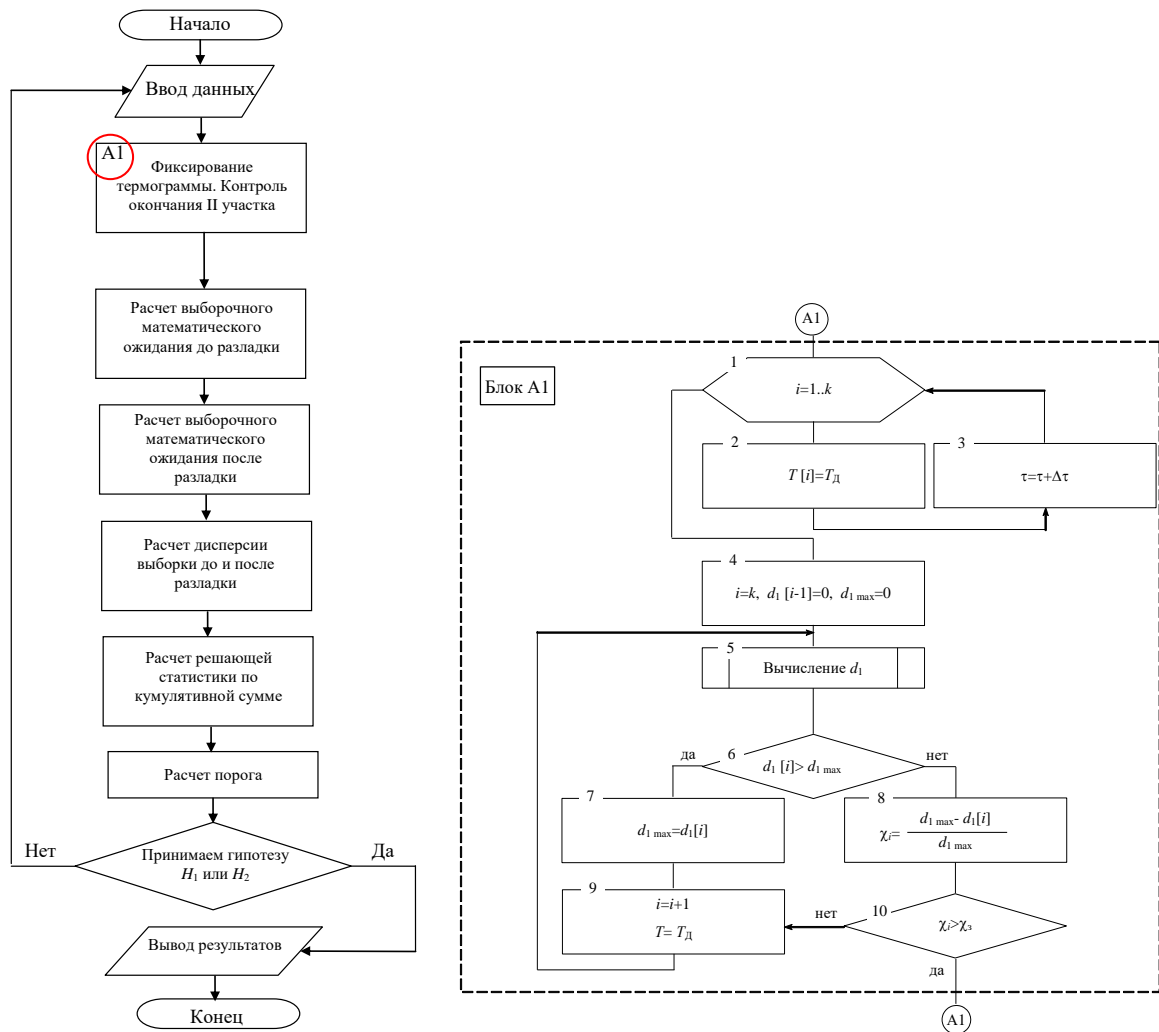 Начало
Ввод данных
A1
Фиксирование
термограммы. Контроль
окончания II участка
Расчет выборочного
математического
ожидания до разладки
Расчет выборочного
математического
ожидания после
разладки
Расчет дисперсии
выборки до и после
разладки
Расчет решающей
статистики по
кумулятивной сумме
Расчет порога
Нет
Принимаем гипотезу
H1 или H2
Да
Вывод результатов
Конец
A1
Блок А1
1
i=1..k
2
T [i]=TД
3
τ=τ+Δτ
4
i=k, d1 [i-1]=0, d1 max=0
5
Вычисление d1
да
6
d1 [i]> d1 max
нет
7
d1 max=d1[i]
8
χi= d1 max- d1[i]
d1 max
9
i=i+1
T= TД
нет
10
χi>χз
да
A1